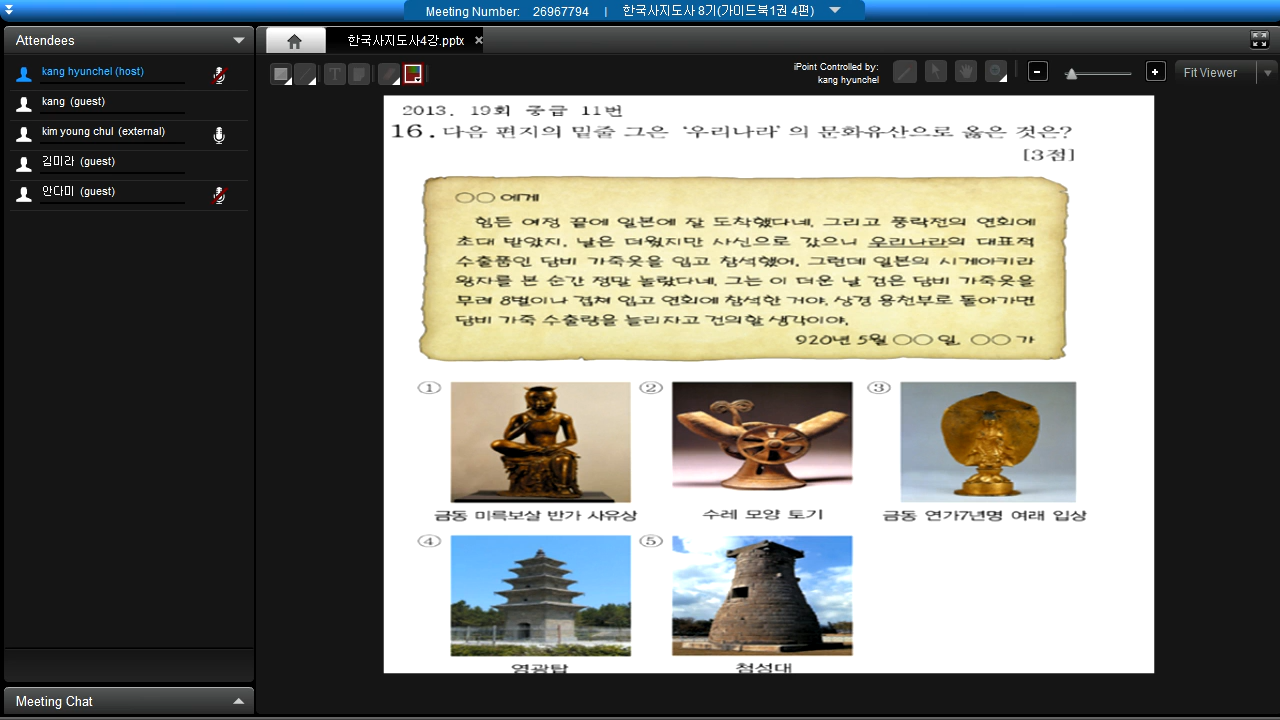 Meeting Number: 26967794 | 한국사지도사 8기(가이드북1권 4편)
Attendees
한국사지도사4강.pptx
kang hyunchel (host)
kang (guest)
kim young chul (external)
김미라 (guest)
안다미 (guest)
iPoint Controlled by:
kang hyunchel
Fit Viewer
2013. 19회 중급 11번
16. 다음 편지의 밑줄 그은 '우리나라' 의 문화유산으로 옳은 것은?
[3점]
○○ 에게
힘든 여정 끝에 일본에 잘 도착했다네. 그리고 풍락전의 연회에
초대 받았지. 날은 더웠지만 사신으로 갔으니 우리나라의 대표적
수출품인 담비 가죽옷을 입고 참석했어. 그런데 일본의 시게아키라
왕자를 본 순간 정말 놀랐다네. 그는 이 더운 날 검은 담비 가죽옷을
무려 8벌이나 겹쳐 입고 연회에 참석한 거야. 상경 용천부로 돌아가면
담비 가죽 수출량을 늘리자고 건의할 생각이야.
920년 5월 ○○ 일, ○○ 가
① ② ③
금동 미륵보살 반가 사유상 수레 모양 토기 금동 연가7년명 여래 입상
④ ⑤
영광탑 첨성대
Meeting Chat